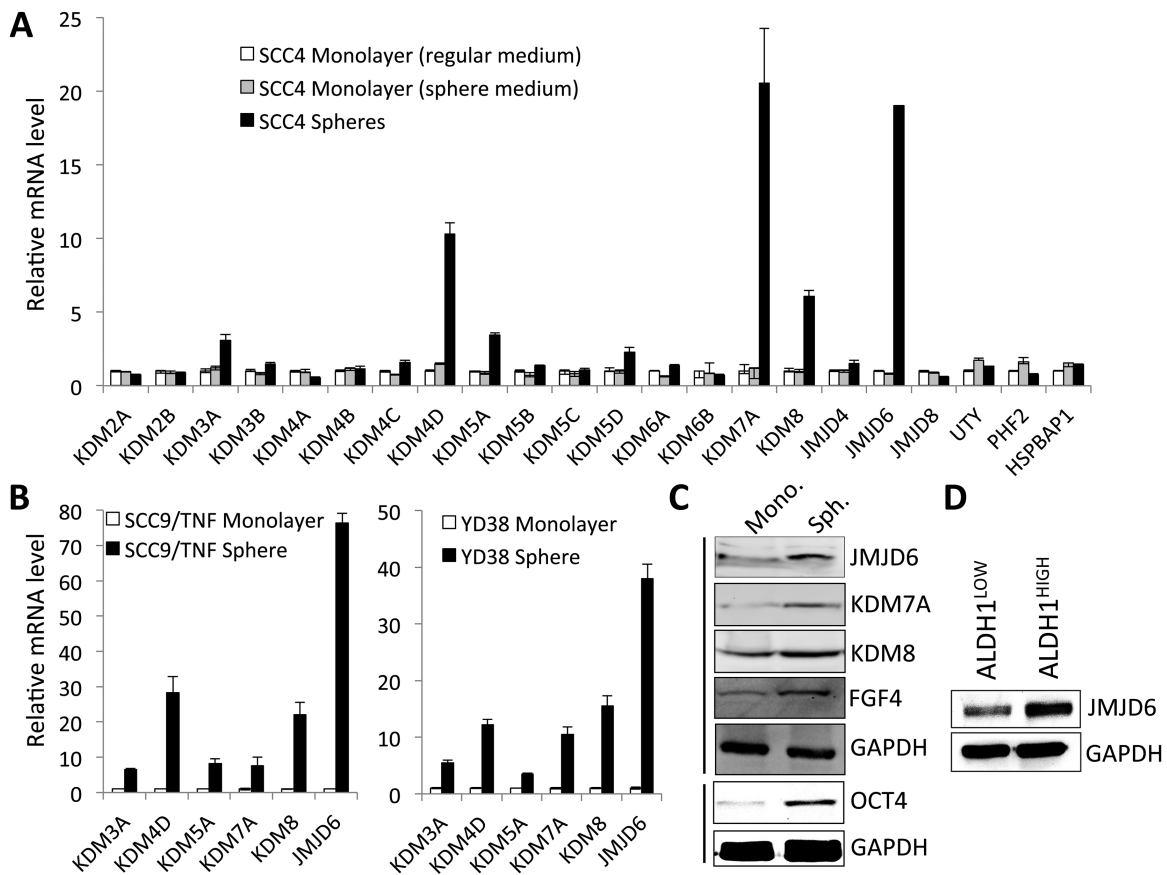 A
Relative mRNA level
25
20
15
10
5
0
SCC4 Monolayer (regular medium)
SCC4 Monolayer (sphere medium)
SCC4 Spheres
KDM2A
KDM2B
KDM3A
KDM3B
KDM4A
KDM4B
KDM4C
KDM4D
KDM5A
KDM5B
KDM5C
KDM5D
KDM6A
KDM6B
KDM7A
KDM8
JMJD4
JMJD6
JMJD8
UTY
PHF2
HSPBAP1
B
Relative mRNA level
80
70
60
50
40
30
20
10
0
SCC9/TNF Monolayer
SCC9/TNF Sphere
KDM3A
KDM4D
KDM5A
KDM7A
KDM8
JMJD6
50
40
30
20
10
0
YD38 Monolayer
YD38 Sphere
KDM3A
KDM4D
KDM5A
KDM7A
KDM8
JMJD6
C
Mono.
Sph.
JMJD6
KDM7A
KDM8
FGF4
GAPDH
OCT4
GAPDH
D
ALDH1LOW
ALDH1HIGH
JMJD6
GAPDH